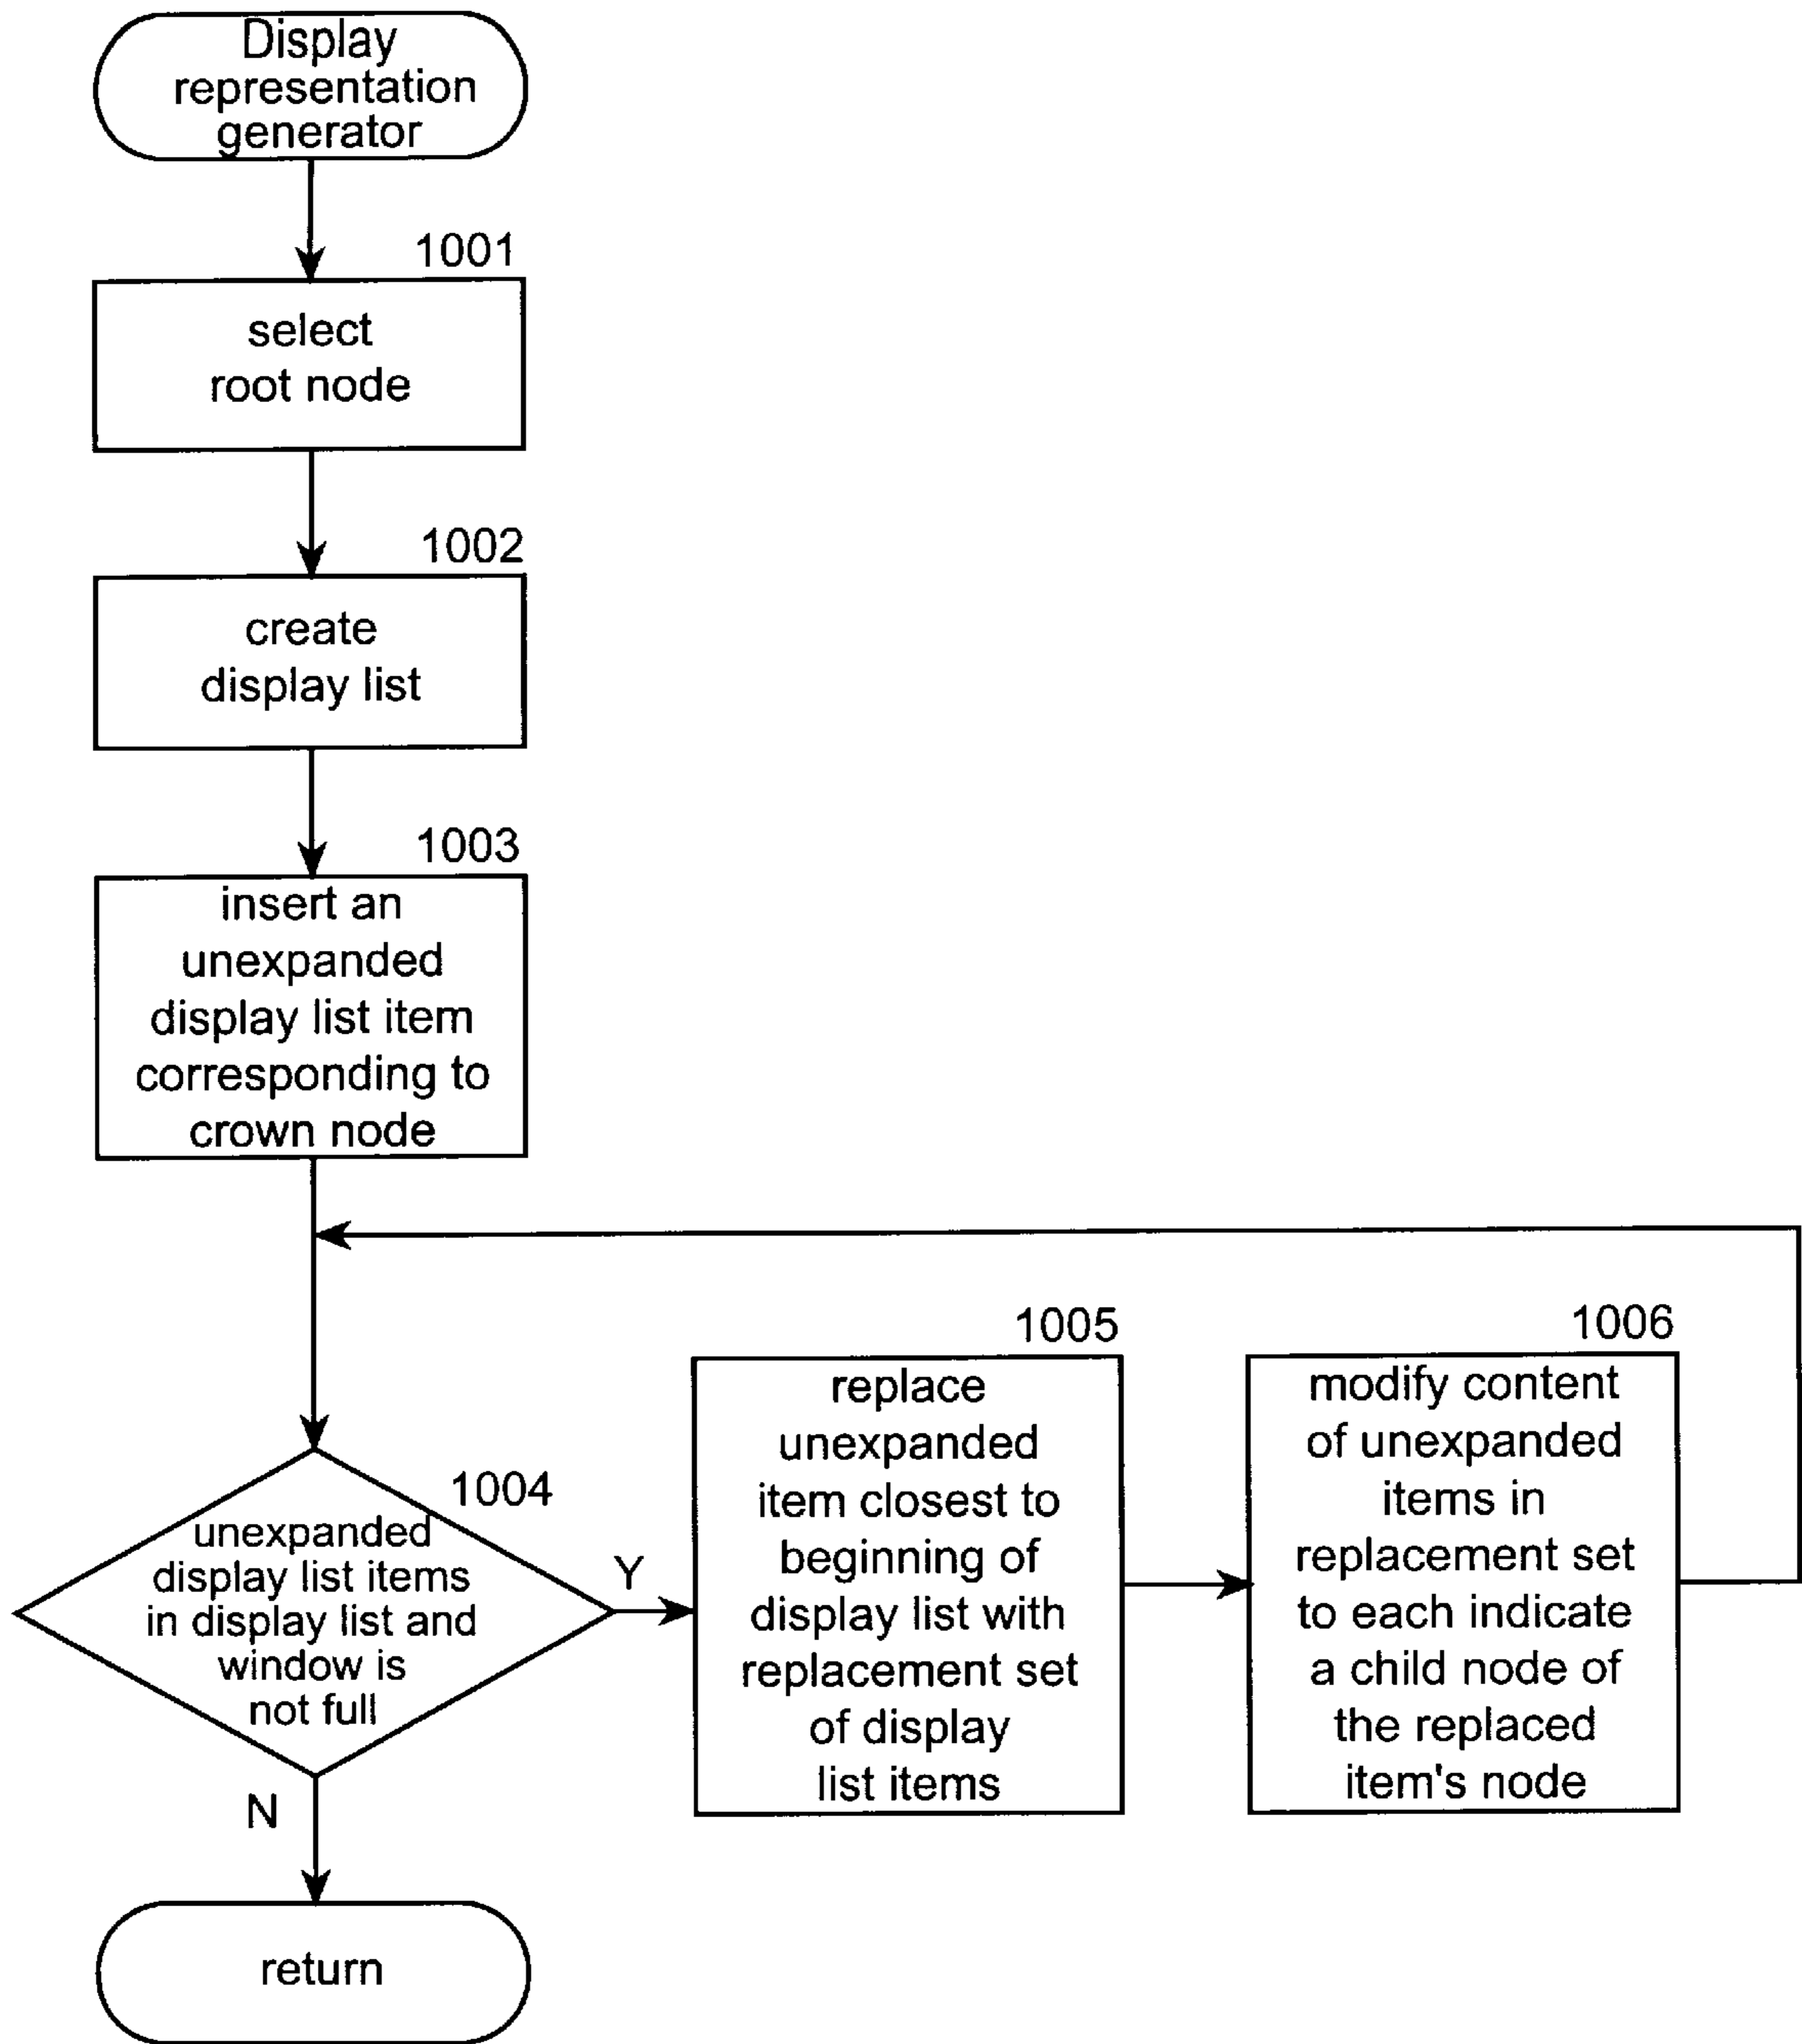 Display
representation
generator
1001
select
root node
1002
create
display list
1003
insert an
unexpanded
display list item
corresponding to
crown node
1004
unexpanded
display list items
in display list and
window is
not full
Y
N
1005
replace
unexpanded
item closest to
beginning of
display list with
replacement set
of display
list items
1006
modify content
of unexpanded
items in
replacement set
to each indicate
a child node of
the replaced
item's node
return